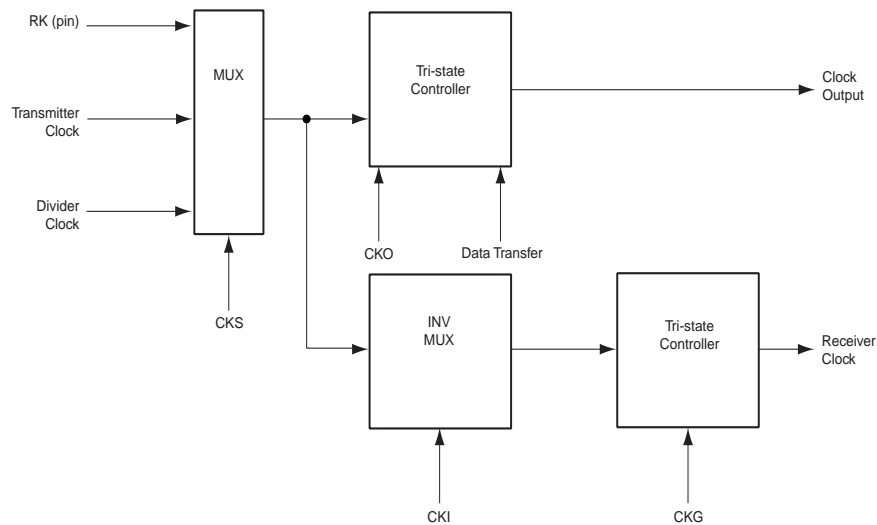 RK (pin)
MUX
Tri-state
Controller
Clock
Output
Transmitter
Clock
Divider
Clock
CKO
Data Transfer
CKS
INV
MUX
Tri-state
Controller
Receiver
Clock
CKI
CKG